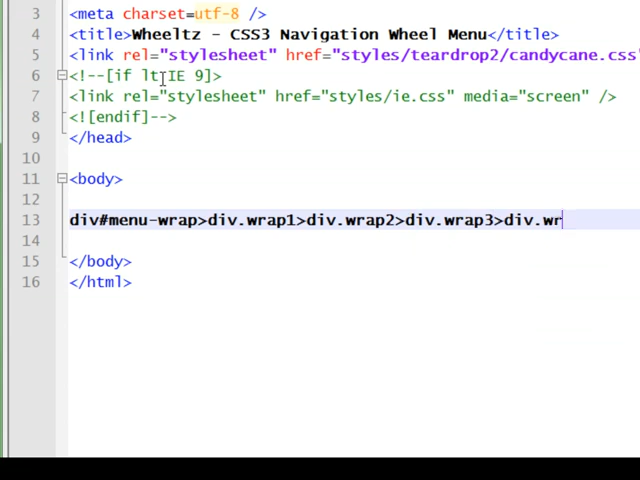 3 <meta charset=utf-8 />
4 <title>Wheeltz - CSS3 Navigation Wheel Menu</title>
5 <link rel="stylesheet" href="styles/teardrop2/candycane.css"
6 <!--[if lt IE 9]>
7 <link rel="stylesheet" href="styles/ie.css" media="screen" />
8 <![endif]-->
9 </head>
10
11 <body>
12
13 div#menu-wrap>div.wrap1>div.wrap2>div.wrap3>div.wr
14
15 </body>
16 </html>